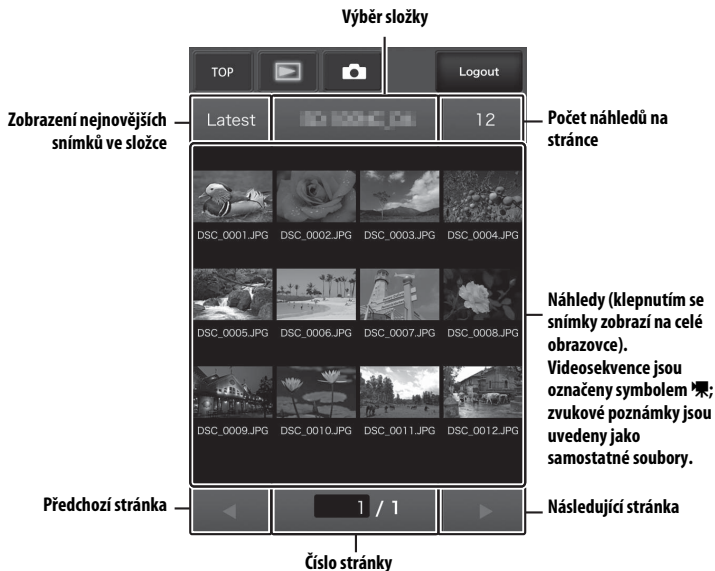 Výběr složky
TOP
Logout
Zobrazení nejnovějších
snímků ve složce
Latest
12
Počet náhledů na
stránce
DSC_0001.JPG DSC_0002.JPG DSC_0003.JPG DSC_0004.JPG
DSC_0005.JPG DSC_0006.JPG DSC_0007.JPG DSC_0008.JPG
Náhledy (klepnutím se
snímky zobrazí na celé
obrazovce).
Videosekvence jsou
označeny symbolem ;
zvukové poznámky jsou
uvedeny jako
samostatné soubory.
DSC_0009.JPG DSC_0010.JPG DSC_0011.JPG DSC_0012.JPG
Předchozí stránka
1 / 1
Následující stránka
Číslo stránky